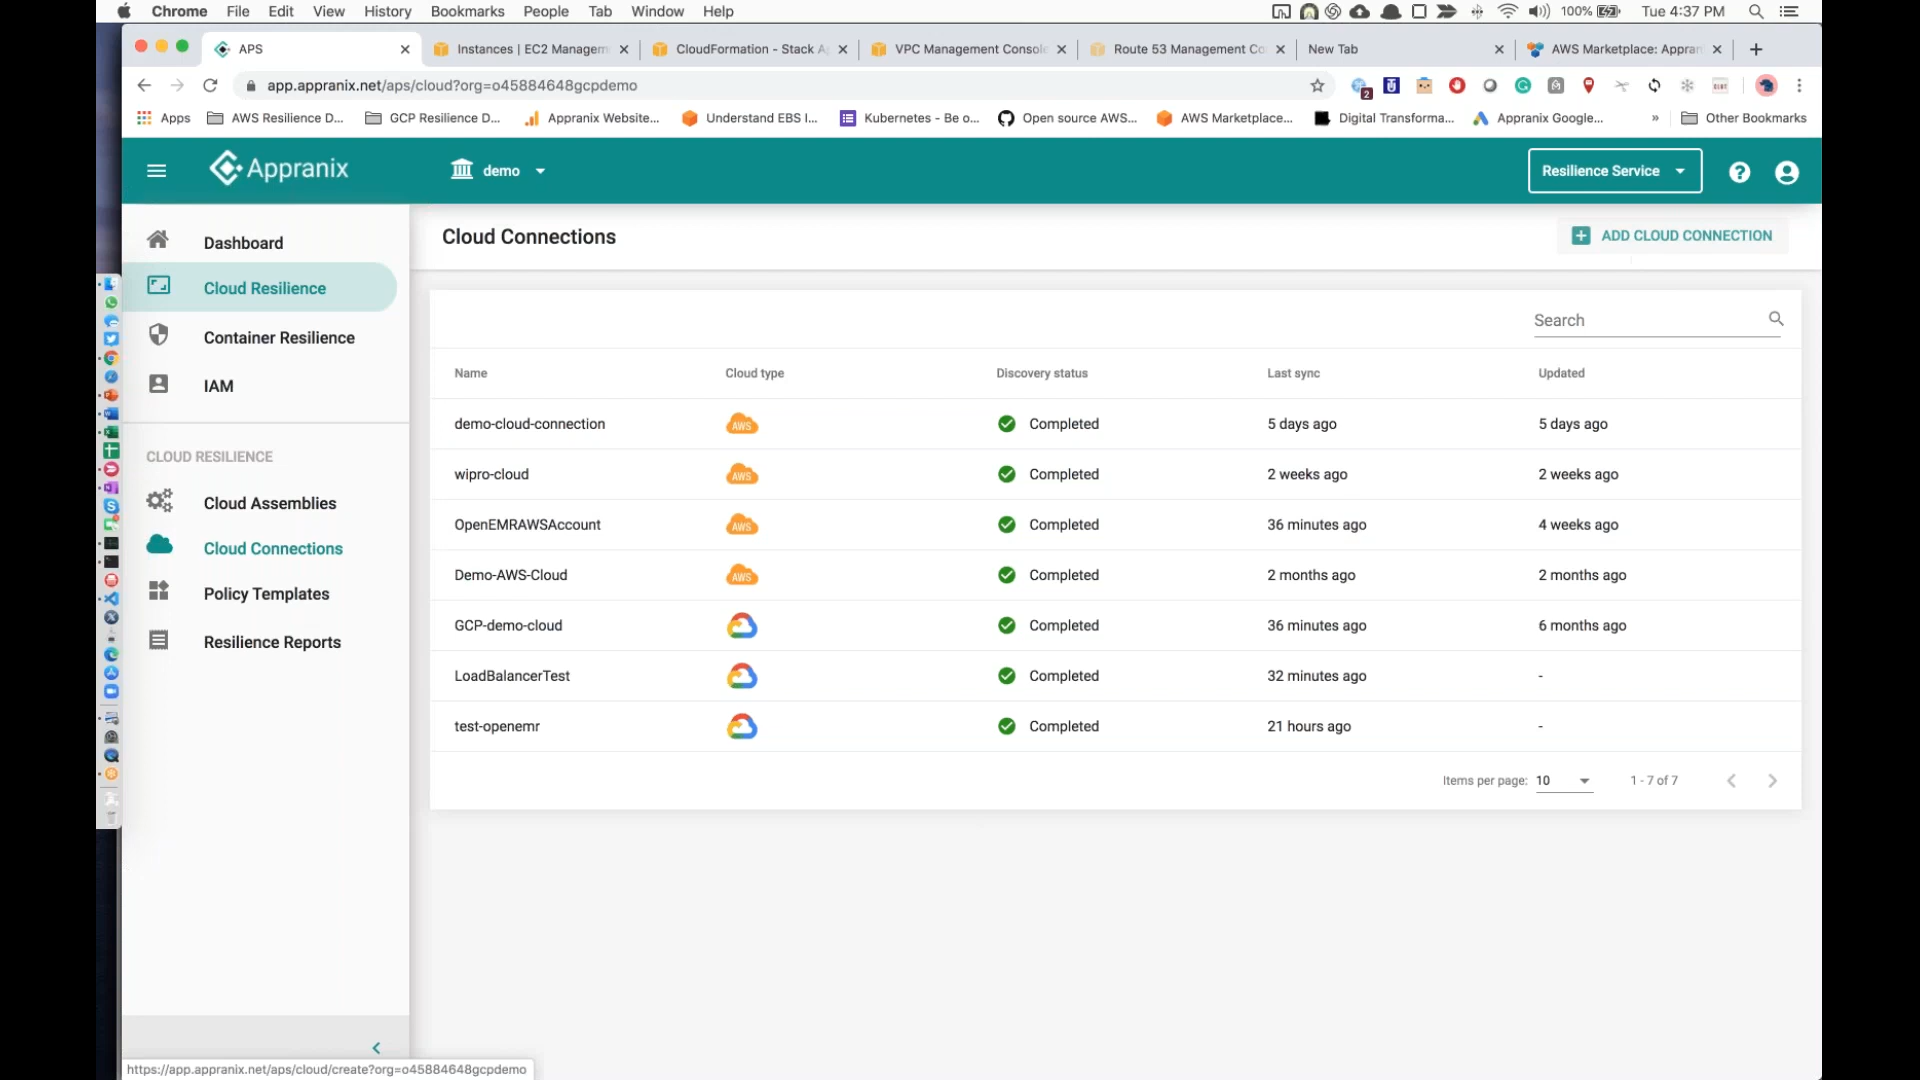 Chrome File Edit View History Bookmarks People Tab Window Help 100% Tue 4:37 PM
APS Instances | EC2 Managem CloudFormation - Stack VPC Management Consol Route 53 Management Co New Tab AWS Marketplace: Appran
app.appranix.net/aps/cloud?org=o45884648gcpdemo 2
Apps AWS Resilience D... GCP Resilience D... Appranix Website... Understand EBS I... Kubernetes - Be o... Open source AWS... AWS Marketplace... Digital Transforma... Appranix Google... » Other Bookmarks
Appranix demo Resilience Service ?
Dashboard
Cloud Resilience
Container Resilience
IAM
CLOUD RESILIENCE
Cloud Assemblies
Cloud Connections
Policy Templates
Resilience Reports
Cloud Connections ADD CLOUD CONNECTION
Search
Name Cloud type Discovery status Last sync Updated
demo-cloud-connection AWS Completed 5 days ago 5 days ago
wipro-cloud AWS Completed 2 weeks ago 2 weeks ago
OpenEMRAWSAccount AWS Completed 36 minutes ago 4 weeks ago
Demo-AWS-Cloud AWS Completed 2 months ago 2 months ago
GCP-demo-cloud Completed 36 minutes ago 6 months ago
LoadBalancerTest Completed 32 minutes ago -
test-openemr Completed 21 hours ago -
Items per page: 10 1 - 7 of 7
https://app.appranix.net/aps/cloud/create?org=o45884648gcpdemo